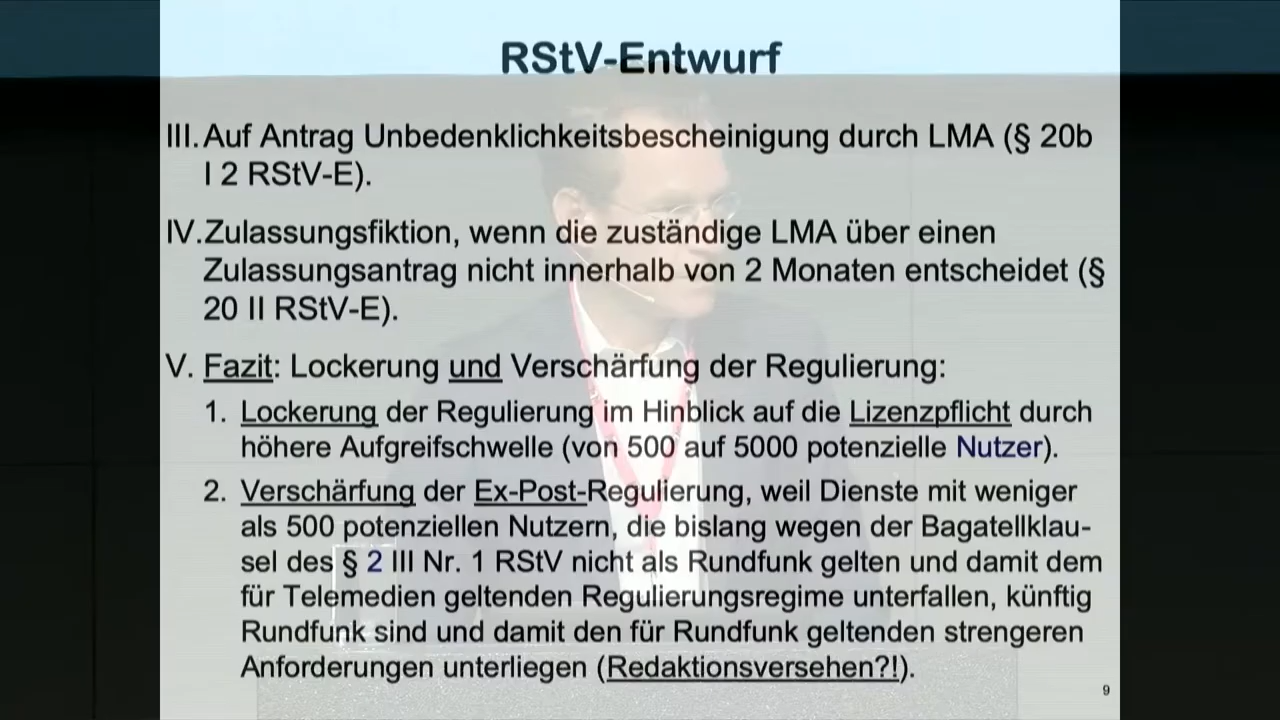 RStV-Entwurf
III. Auf Antrag Unbedenklichkeitsbescheinigung durch LMA (§ 20b
I 2 RStV-E).
IV. Zulassungsfiktion, wenn die zuständige LMA über einen
Zulassungsantrag nicht innerhalb von 2 Monaten entscheidet (§
20 II RStV-E).
V. Fazit: Lockerung und Verschärfung der Regulierung:
1. Lockerung der Regulierung im Hinblick auf die Lizenzpflicht durch
höhere Aufgreifschwelle (von 500 auf 5000 potenzielle Nutzer).
2. Verschärfung der Ex-Post-Regulierung, weil Dienste mit weniger
als 500 potenziellen Nutzern, die bislang wegen der Bagatellklau-
sel des § 2 III Nr. 1 RStV nicht als Rundfunk gelten und damit dem
für Telemedien geltenden Regulierungsregime unterfallen, künftig
Rundfunk sind und damit den für Rundfunk geltenden strengeren
Anforderungen unterliegen (Redaktionsversehen?!).
9